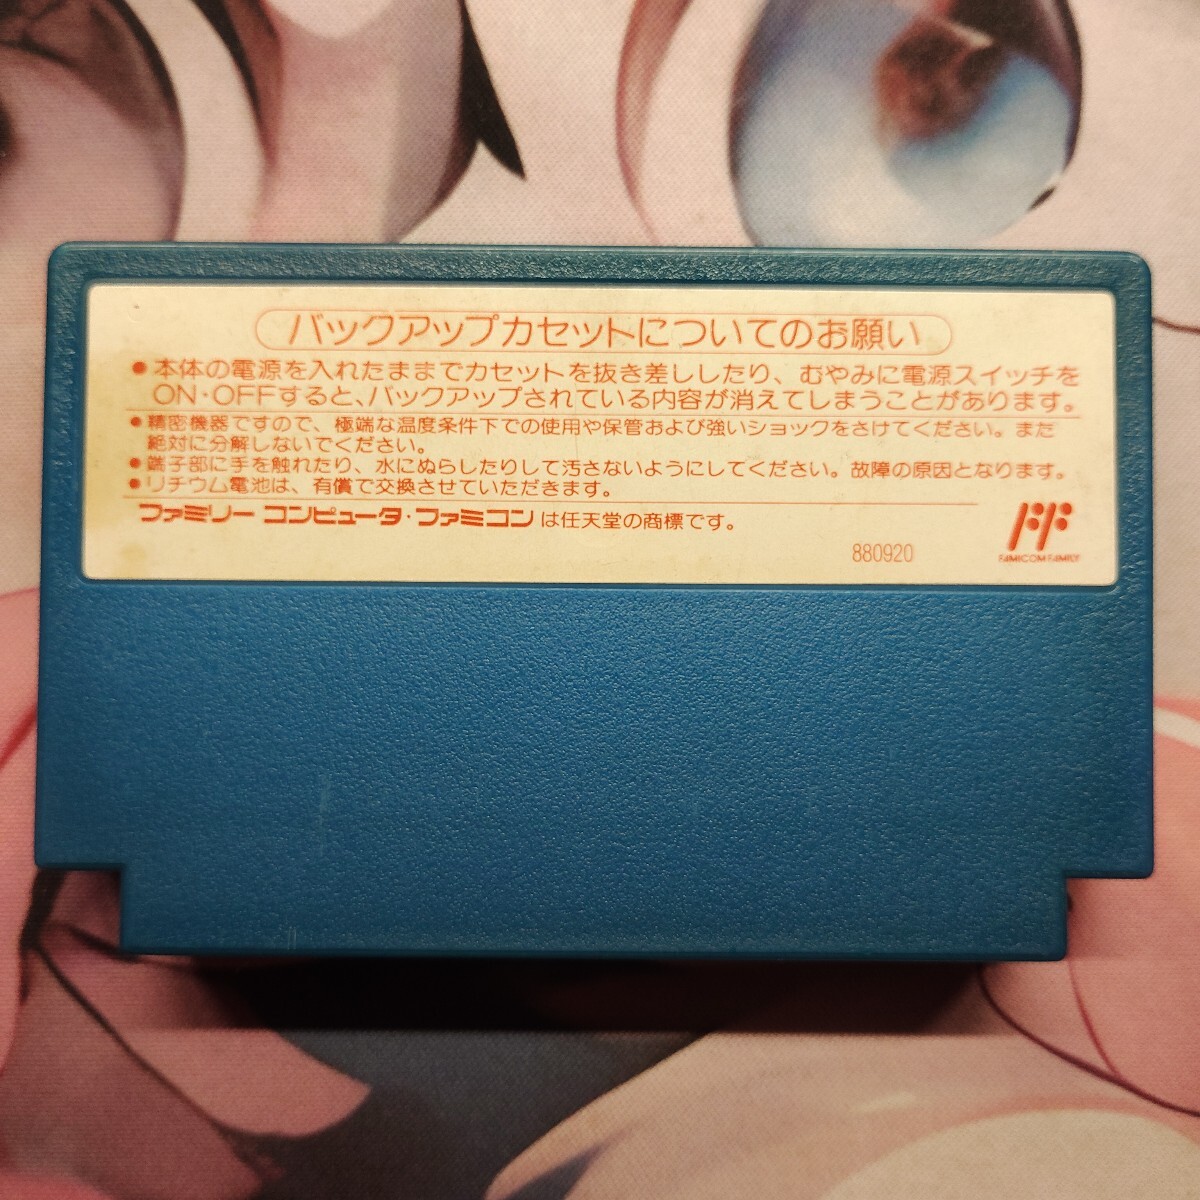 バックアップカセットについてのお願い
●本体の電源を入れたままでカセットを抜き差ししたり、むやみに電源スイッチを
ON・OFFすると、バックアップされている内容が消えてしまうことがあります。
●精密機器ですので、極端な温度条件下での使用や保管および強いショックをさけてください。まだ
絶対に分解しないでください。
●端子部に手を触れたり、水にぬらしたりして汚さないようにしてください。故障の原因となります。
●リチウム電池は、有償で交換させていただきます。
ファミリーコンピュータ・ファミコンは任天堂の商標です。
880920
FAMICOM FAMILY